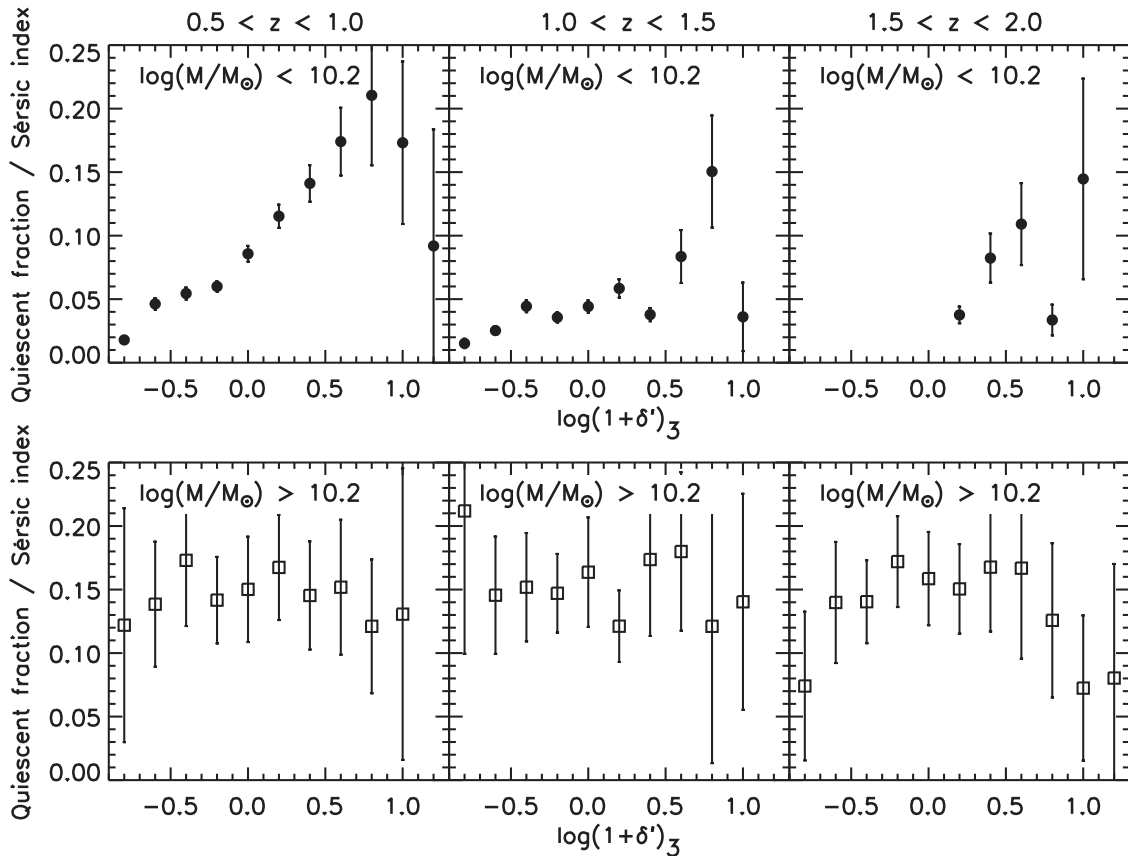 0.5 < z < 1.0
1.0 < z < 1.5
1.5 < z < 2.0
Quiescent fraction / Sérsic index
0.25
0.20
0.15
0.10
0.05
0.00
log(M/M☉) < 10.2
log(M/M☉) < 10.2
log(M/M☉) < 10.2
−0.5 0.0 0.5 1.0
−0.5 0.0 0.5 1.0
−0.5 0.0 0.5 1.0
log(1+δ')3
Quiescent fraction / Sérsic index
0.25
0.20
0.15
0.10
0.05
0.00
log(M/M☉) > 10.2
log(M/M☉) > 10.2
log(M/M☉) > 10.2
−0.5 0.0 0.5 1.0
−0.5 0.0 0.5 1.0
−0.5 0.0 0.5 1.0
log(1+δ')3